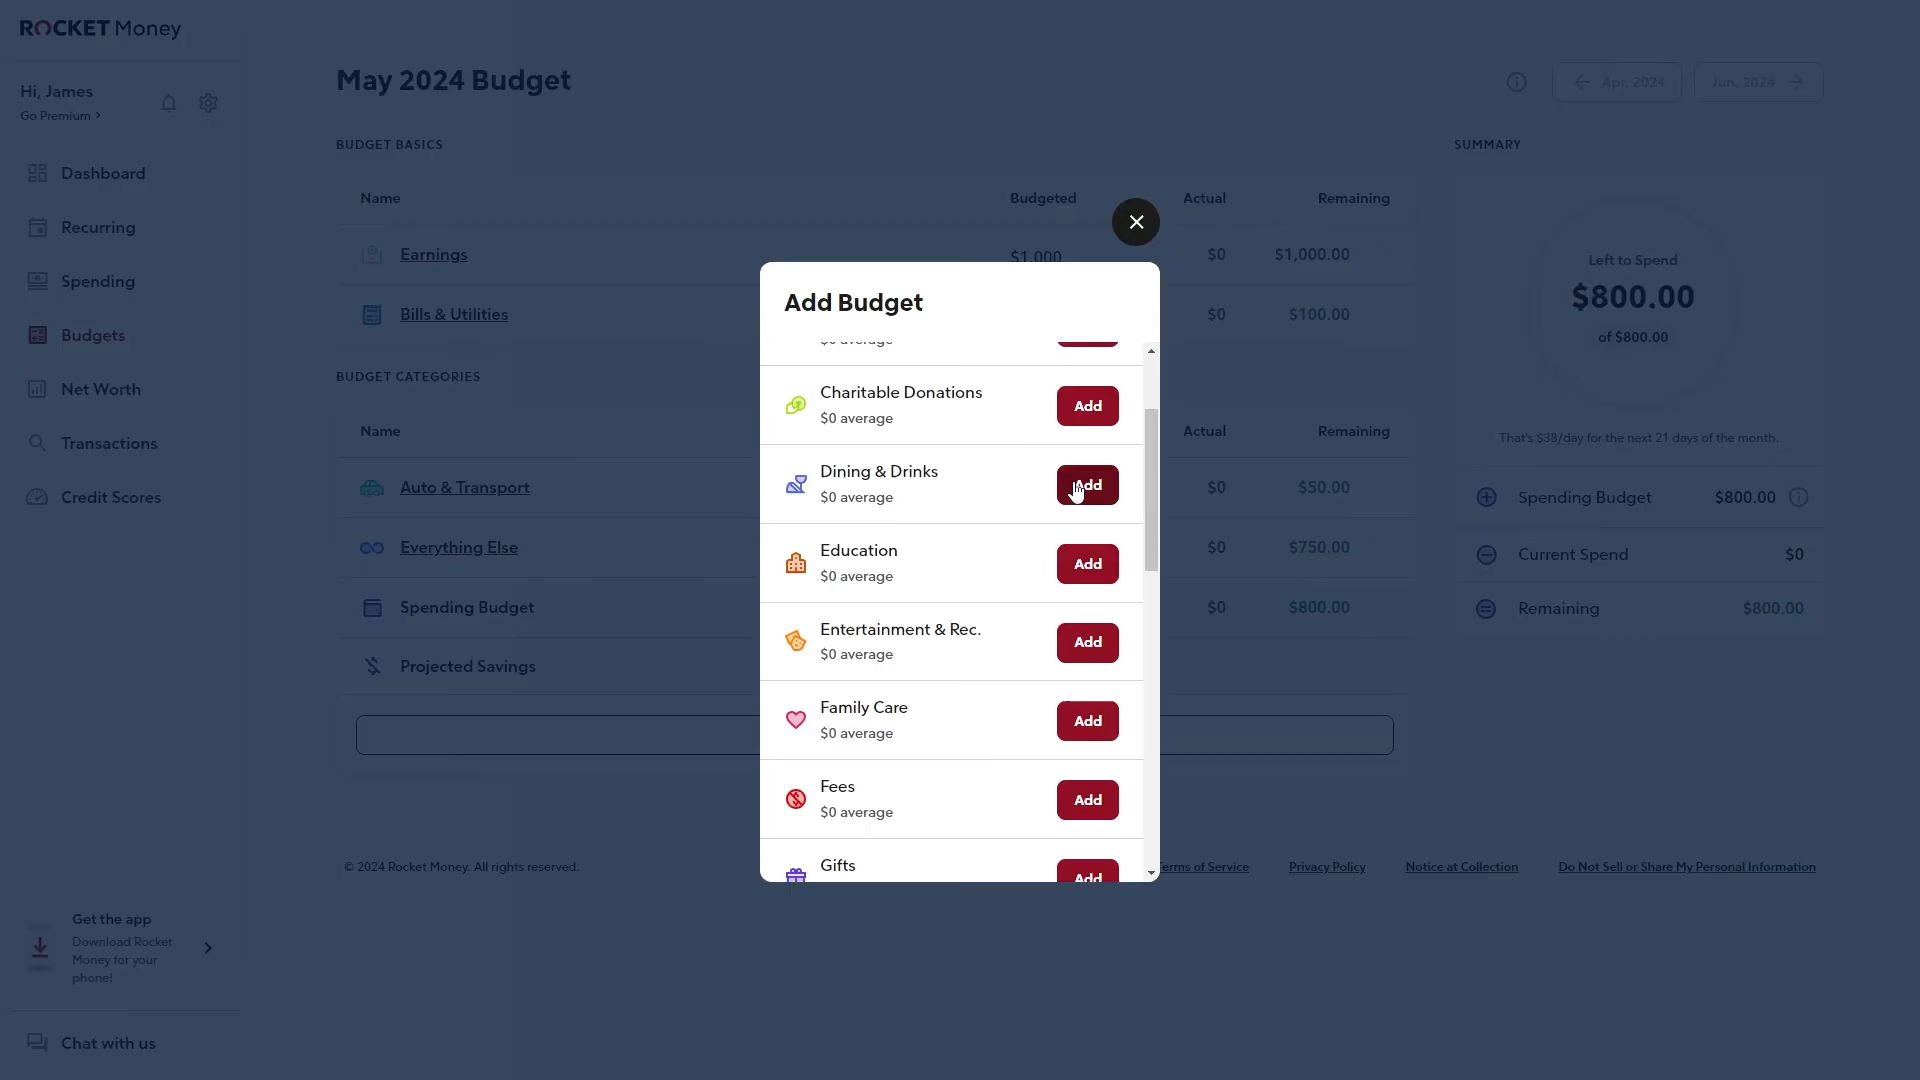 ROCKET Money
Hi, James
Go Premium >
Dashboard
Recurring
Spending
Budgets
Net Worth
Transactions
Credit Scores
Get the app
Download Rocket
Money for your
phone!
Chat with us
May 2024 Budget
Apr, 2024
Jun, 2024
BUDGET BASICS
Name Budgeted Actual Remaining
Earnings $1,000 $0 $1,000.00
Bills & Utilities $0 $100.00
BUDGET CATEGORIES
Name Actual Remaining
Auto & Transport $0 $50.00
Everything Else $0 $750.00
Spending Budget $0 $800.00
Projected Savings
Add Budget
$0 average
Charitable Donations
$0 average
Add
Dining & Drinks
$0 average
Add
Education
$0 average
Add
Entertainment & Rec.
$0 average
Add
Family Care
$0 average
Add
Fees
$0 average
Add
Gifts
Add
SUMMARY
Left to Spend
$800.00
of $800.00
That's $38/day for the next 21 days of the month.
Spending Budget $800.00
Current Spend $0
Remaining $800.00
© 2024 Rocket Money. All rights reserved.
Terms of Service
Privacy Policy
Notice at Collection
Do Not Sell or Share My Personal Information